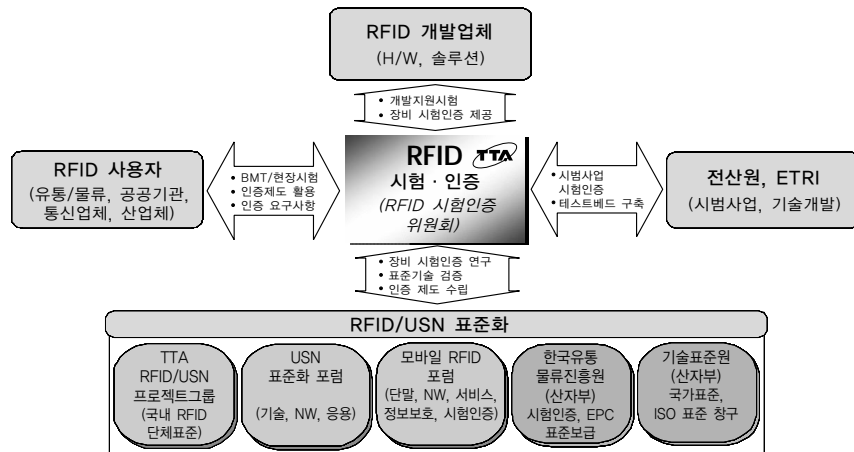 RFID 개발업체
(H/W, 솔루션)
• 개발지원시험
• 장비 시험인증 제공
RFID 사용자
(유통/물류, 공공기관,
통신업체, 산업체)
• BMT/현장시험
• 인증제도 활용
• 인증 요구사항
RFID TTA
시험 · 인증
(RFID 시험인증
위원회)
• 시범사업
시험인증
• 테스트베드 구축
전산원, ETRI
(시범사업, 기술개발)
• 장비 시험인증 연구
• 표준기술 검증
• 인증 제도 수립
RFID/USN 표준화
TTA
RFID/USN
프로젝트그룹
(국내 RFID
단체표준)
USN
표준화 포럼
(기술, NW, 응용)
모바일 RFID
포럼
(단말, NW, 서비스,
정보보호, 시험인증)
한국유통
물류진흥원
(산자부)
시험인증, EPC
표준보급
기술표준원
(산자부)
국가표준,
ISO 표준 창구